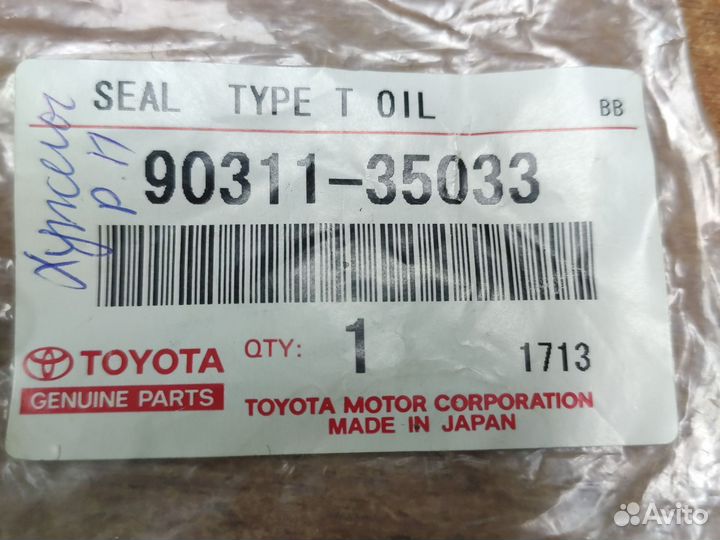 SEAL TYPE T OIL BB
90311-35033
TOYOTA QTY: 1 1713
GENUINE PARTS
TOYOTA MOTOR CORPORATION
MADE IN JAPAN
р. п
Avito